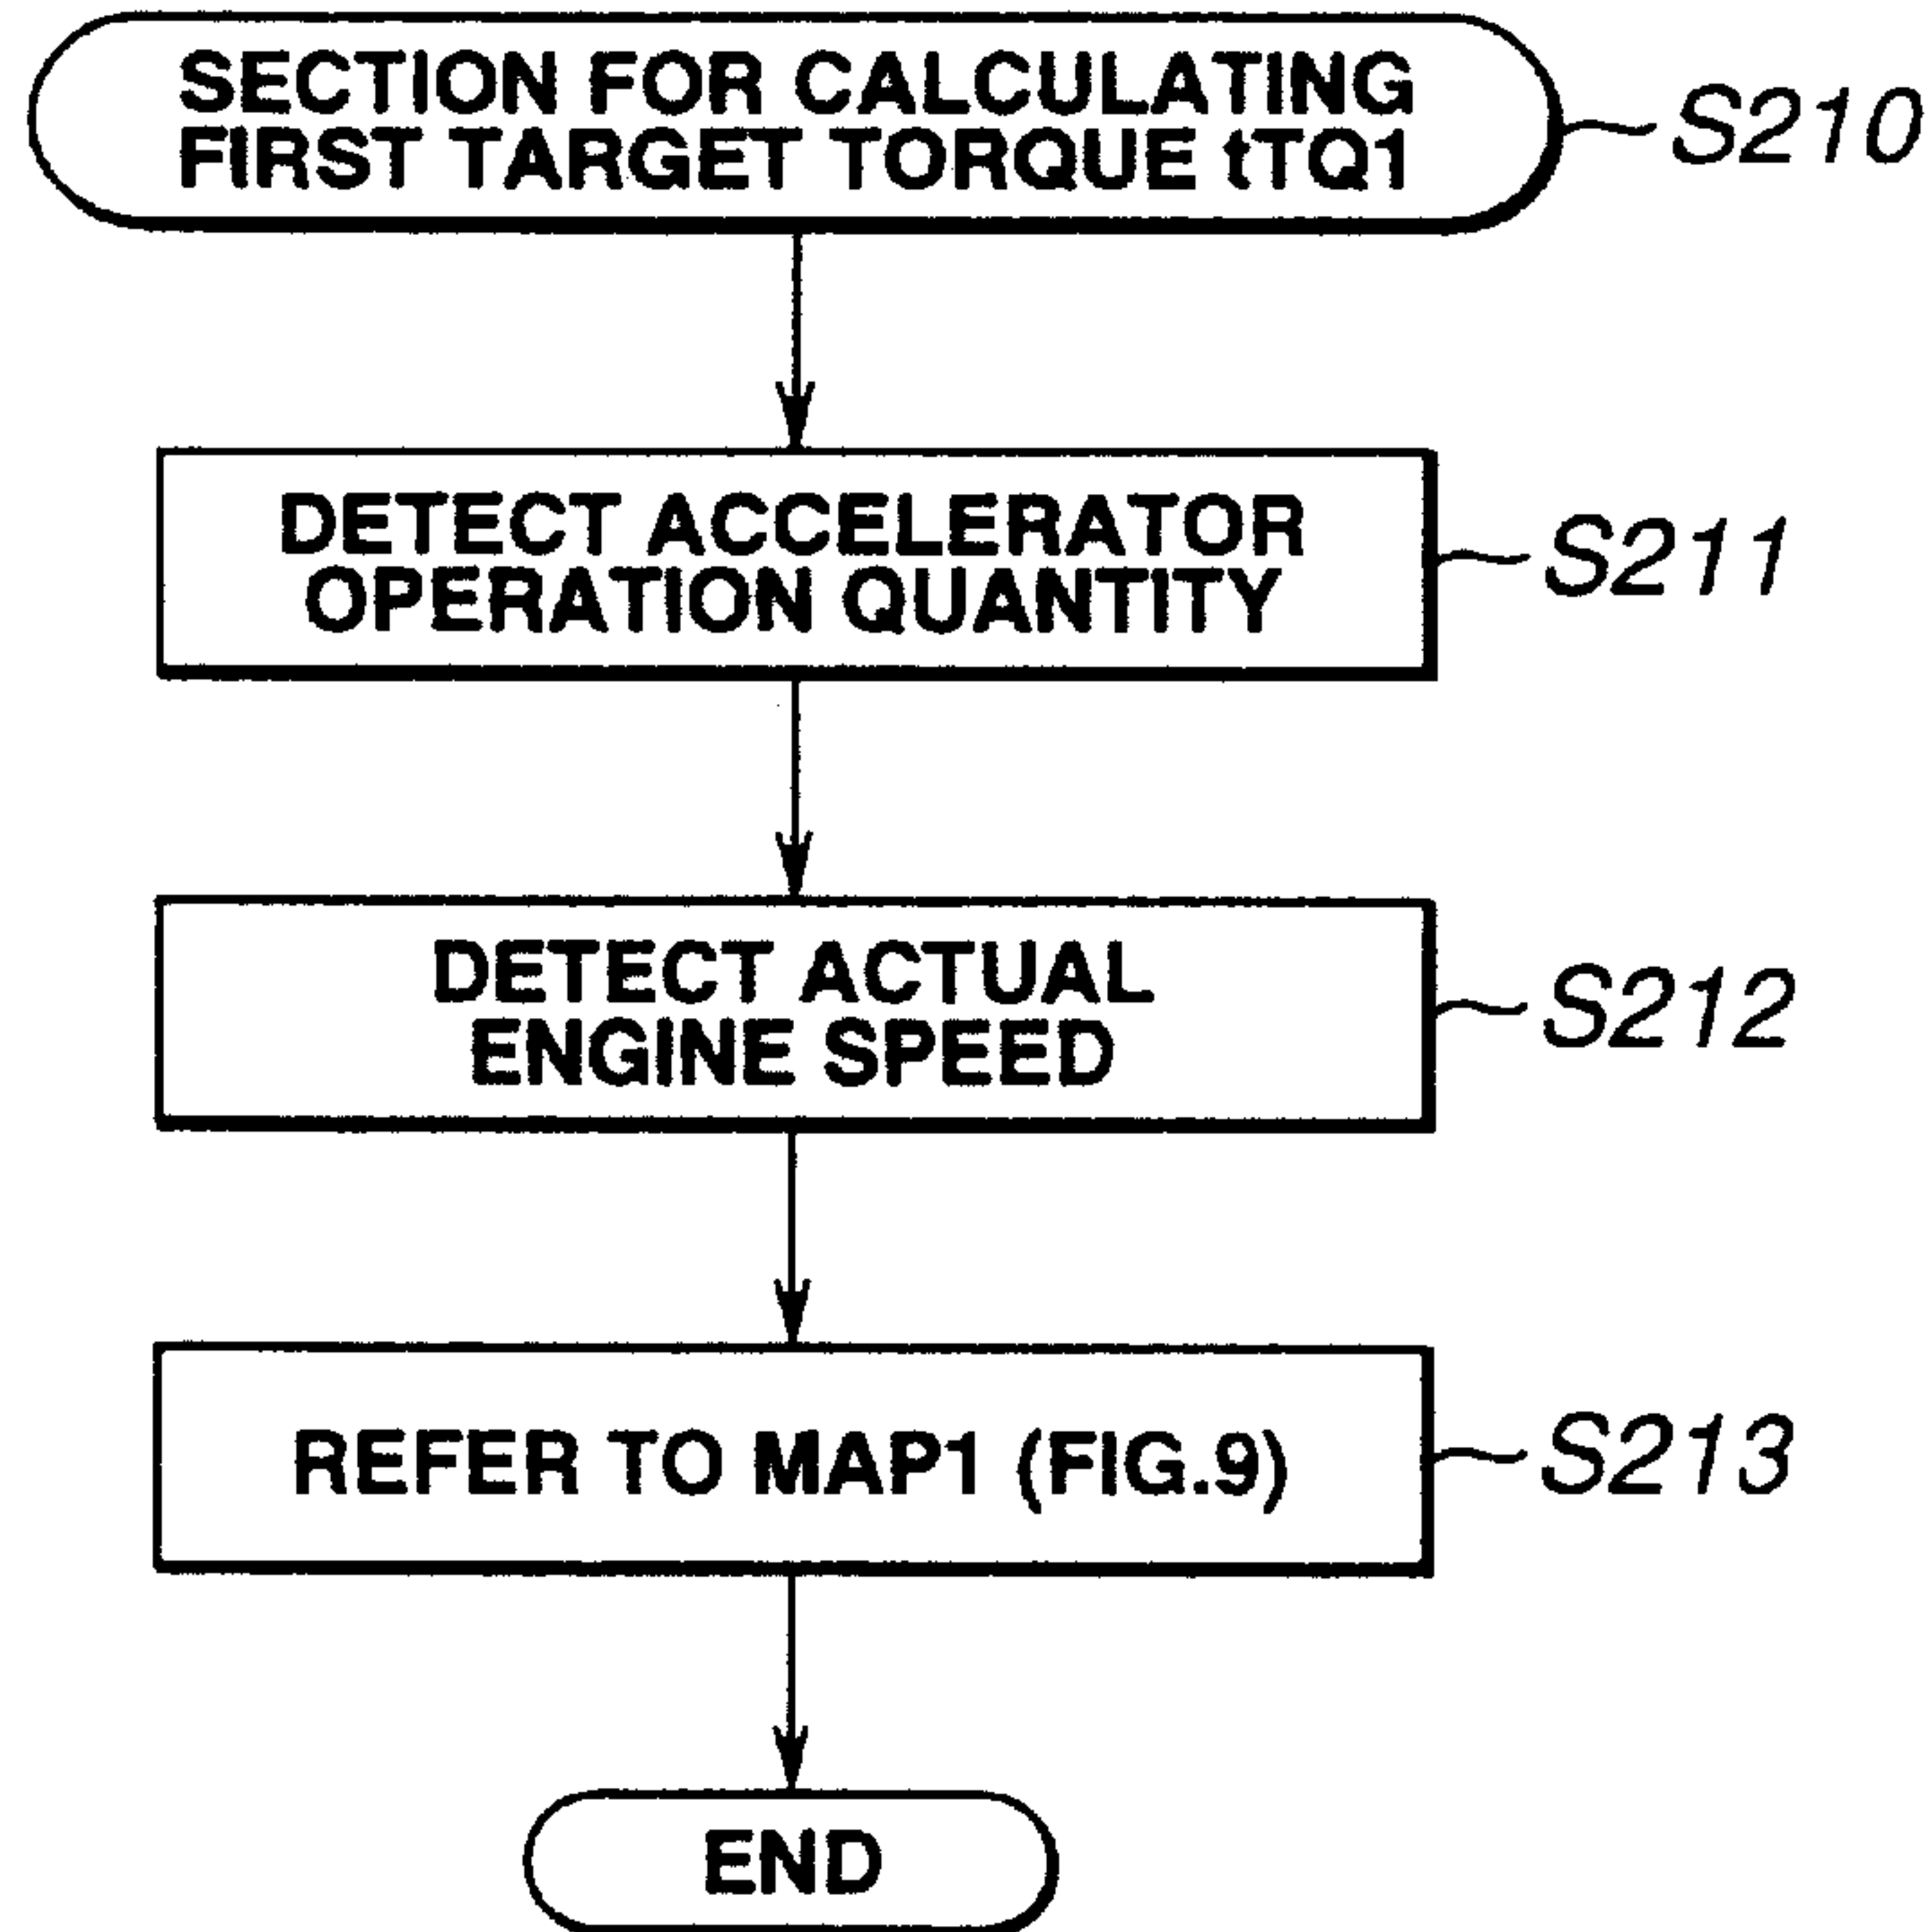 SECTION FOR CALCULATING
FIRST TARGET TORQUE tTQ1
S210
DETECT ACCELERATOR
OPERATION QUANTITY
S211
DETECT ACTUAL
ENGINE SPEED
S212
REFER TO MAP1 (FIG.9)
S213
END